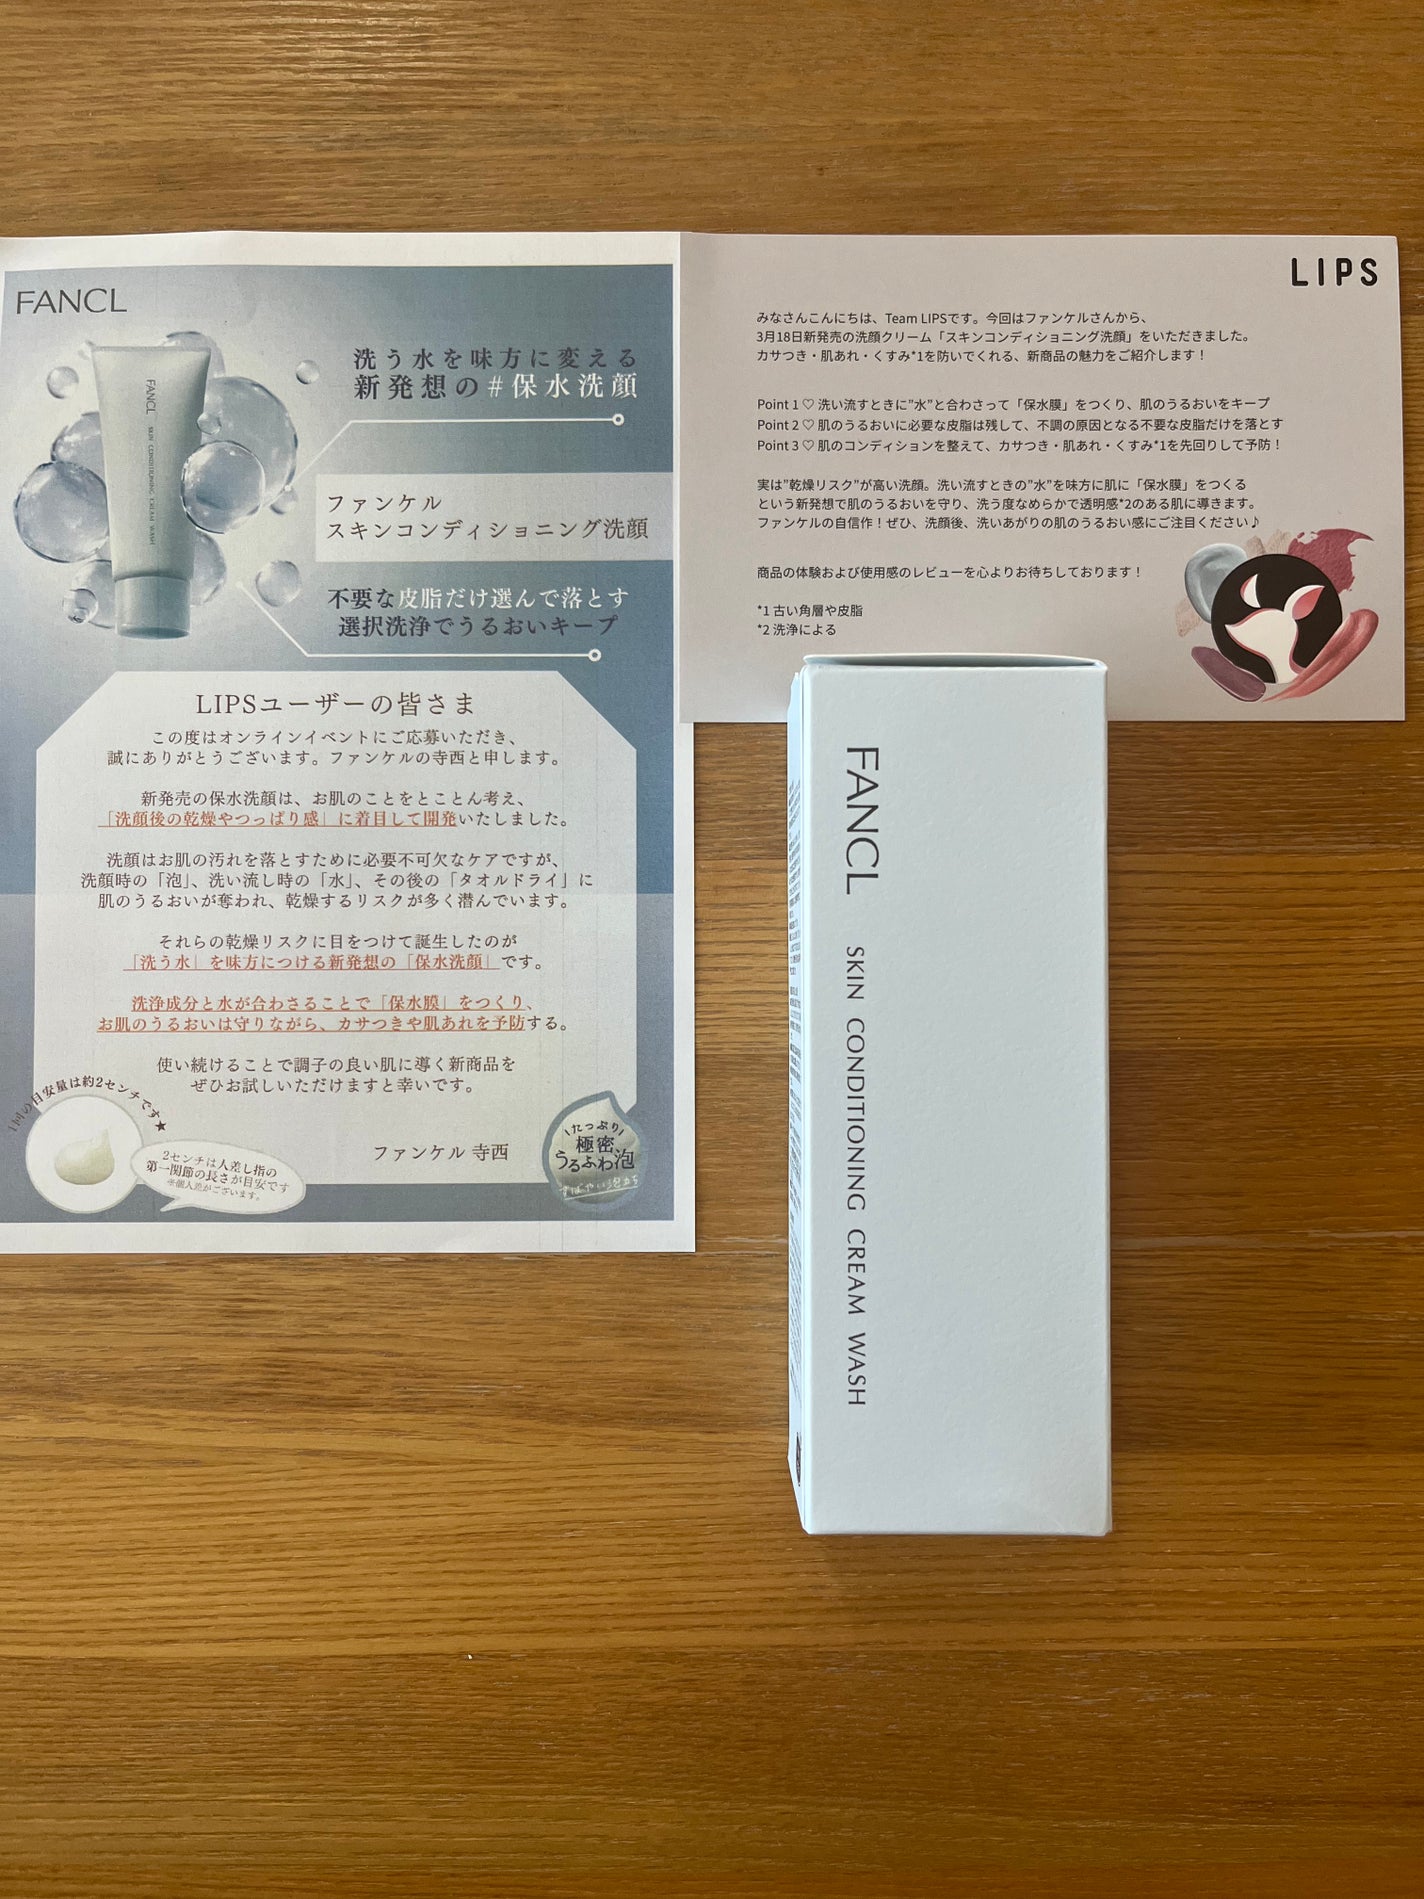 FANCL
FANCL SKIN CONDITIONING CREAM WASH
洗う水を味方に変える
新発想の#保水洗顔
ファンケル
スキンコンディショニング洗顔
不要な皮脂だけ選んで落とす
選択洗浄でうるおいキープ
LIPSユーザーの皆さま
この度はオンラインイベントにご応募いただき、
誠にありがとうございます。ファンケルの寺西と申します。
新発売の保水洗顔は、お肌のことをとことん考え、
「洗顔後の乾燥やつっぱり感」に着目して開発いたしました。
洗顔はお肌の汚れを落とすために必要不可欠なケアですが、
洗顔時の「泡」、洗い流し時の「水」、その後の「タオルドライ」に
肌のうるおいが奪われ、乾燥するリスクが多く潜んでいます。
それらの乾燥リスクに目をつけて誕生したのが
「洗う水」を味方につける新発想の「保水洗顔」です。
洗浄成分と水が合わさることで「保水膜」をつくり、
お肌のうるおいは守りながら、カサつきや肌あれを予防する。
使い続けることで調子の良い肌に導く新商品を
ぜひお試しいただけますと幸いです。
1回の目安量は約2センチです★
2センチは人差し指の
第一関節の長さが目安です
※個人差がございます。
ファンケル 寺西
\たっぷり/
極密
うるふわ泡
すばやい泡立ち
LIPS
みなさんこんにちは、Team LIPSです。今回はファンケルさんから、
3月18日新発売の洗顔クリーム「スキンコンディショニング洗顔」をいただきました。
カサつき・肌あれ・くすみ*1を防いでくれる、新商品の魅力をご紹介します！
Point 1 ♡ 洗い流すときに”水”と合わさって「保水膜」をつくり、肌のうるおいをキープ
Point 2 ♡ 肌のうるおいに必要な皮脂は残して、不調の原因となる不要な皮脂だけを落とす
Point 3 ♡ 肌のコンディションを整えて、カサつき・肌あれ・くすみ*1を先回りして予防！
実は”乾燥リスク”が高い洗顔。洗い流すときの”水”を味方に肌に「保水膜」をつくる
という新発想で肌のうるおいを守り、洗う度なめらかで透明感*2のある肌に導きます。
ファンケルの自信作！ぜひ、洗顔後、洗いあがりの肌のうるおい感にご注目ください♪
商品の体験および使用感のレビューを心よりお待ちしております！
*1 古い角層や皮脂
*2 洗浄による
FANCL SKIN CONDITIONING CREAM WASH